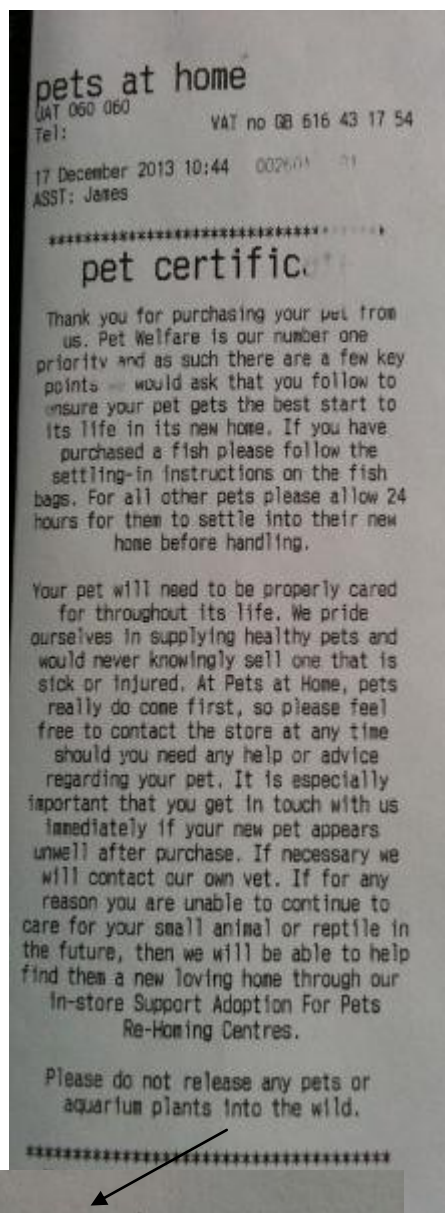 pets at home
UAT 060 060
Tel: VAT no GB 616 43 17 54
17 December 2013 10:44 002601 01
ASST: James
************************************
pet certific
Thank you for purchasing your pet from
us. Pet Welfare is our number one
priority and as such there are a few key
points would ask that you follow to
ensure your pet gets the best start to
its life in its new home. If you have
purchased a fish please follow the
settling-in instructions on the fish
bags. For all other pets please allow 24
hours for them to settle into their new
home before handling.
Your pet will need to be properly cared
for throughout its life. We pride
ourselves in supplying healthy pets and
would never knowingly sell one that is
sick or injured. At Pets at Home, pets
really do come first, so please feel
free to contact the store at any time
should you need any help or advice
regarding your pet. It is especially
important that you get in touch with us
immediately if your new pet appears
unwell after purchase. If necessary we
will contact our own vet. If for any
reason you are unable to continue to
care for your small animal or reptile in
the future, then we will be able to help
find them a new loving home through our
in-store Support Adoption For Pets
Re-Homing Centres.
Please do not release any pets or
aquarium plants into the wild.
************************************